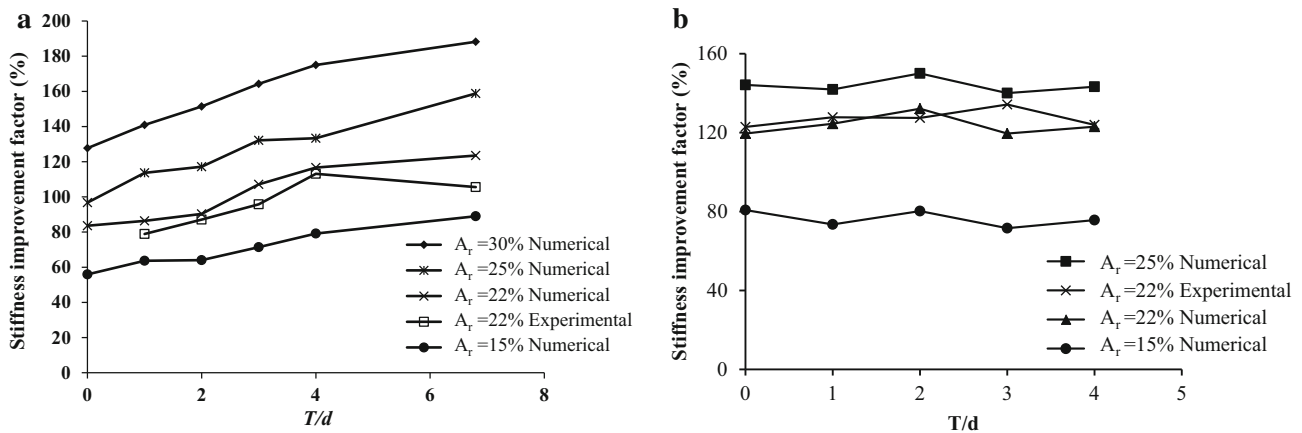 a
Stiffness improvement factor (%)
200
180
160
140
120
100
80
60
40
20
0
0 2 4 6 8
T/d
A_r =30% Numerical
A_r =25% Numerical
A_r =22% Numerical
A_r =22% Experimental
A_r =15% Numerical
b
Stiffness improvement factor (%)
160
120
80
40
0
0 1 2 3 4 5
T/d
A_r =25% Numerical
A_r =22% Experimental
A_r =22% Numerical
A_r =15% Numerical